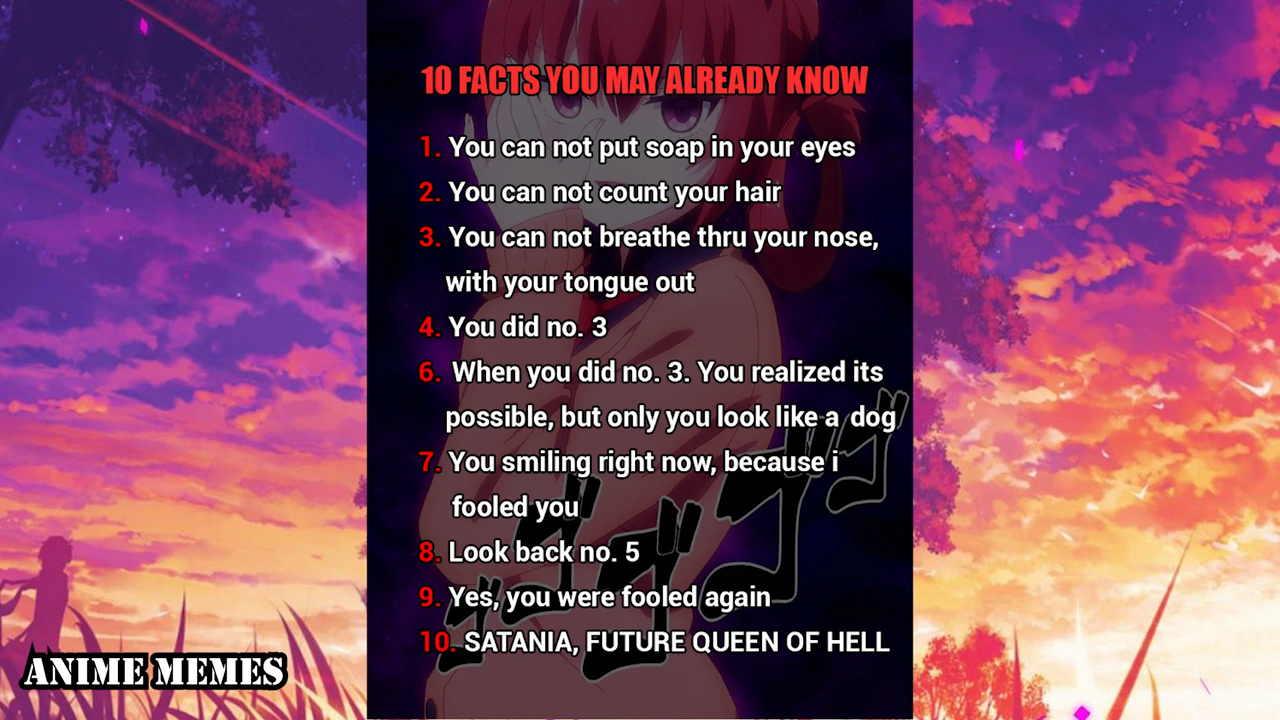 10 FACTS YOU MAY ALREADY KNOW
1. You can not put soap in your eyes
2. You can not count your hair
3. You can not breathe thru your nose,
with your tongue out
4. You did no. 3
6. When you did no. 3. You realized its
possible, but only you look like a dog
7. You smiling right now, because i
fooled you
8. Look back no. 5
9. Yes, you were fooled again
10. SATANIA, FUTURE QUEEN OF HELL
ゴゴゴゴ
ANIME MEMES